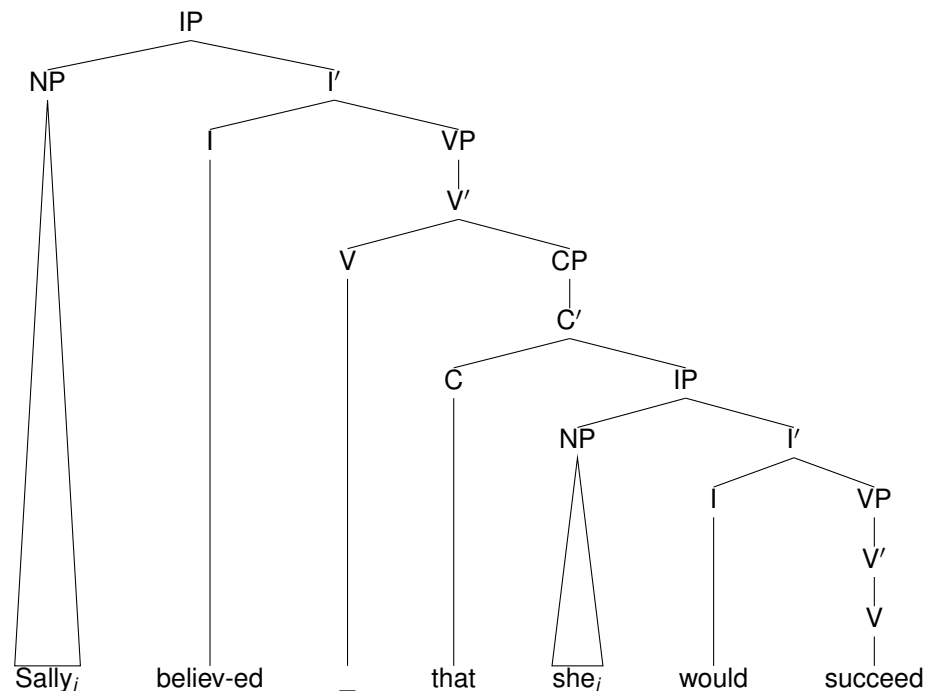 IP
NP I′
I VP
V′
V CP
C′
C IP
NP I′
I VP
V′
V
Sallyᵢ believ-ed _ that sheᵢ would succeed